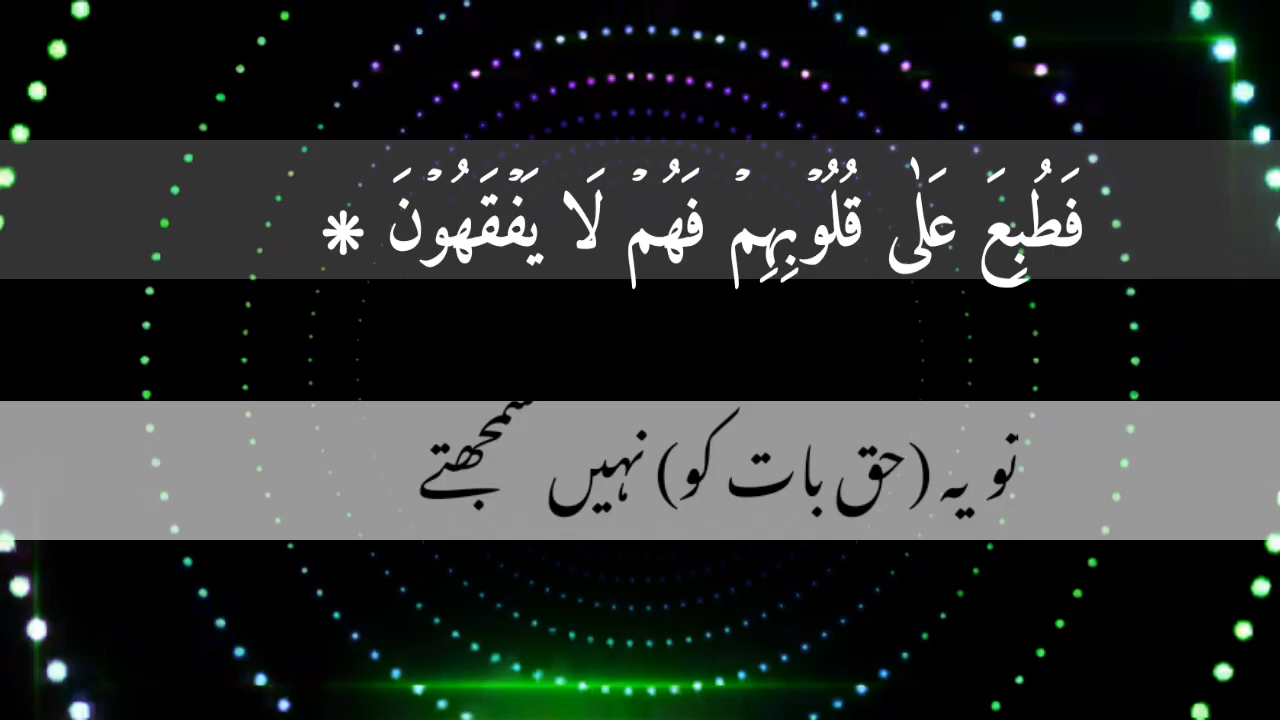 فَطُبِعَ عَلٰى قُلُوۡبِهِمۡ فَهُمۡ لَا يَفۡقَهُوۡنَ ⁕
تو یہ (حق بات کو) نہیں سمجھتے